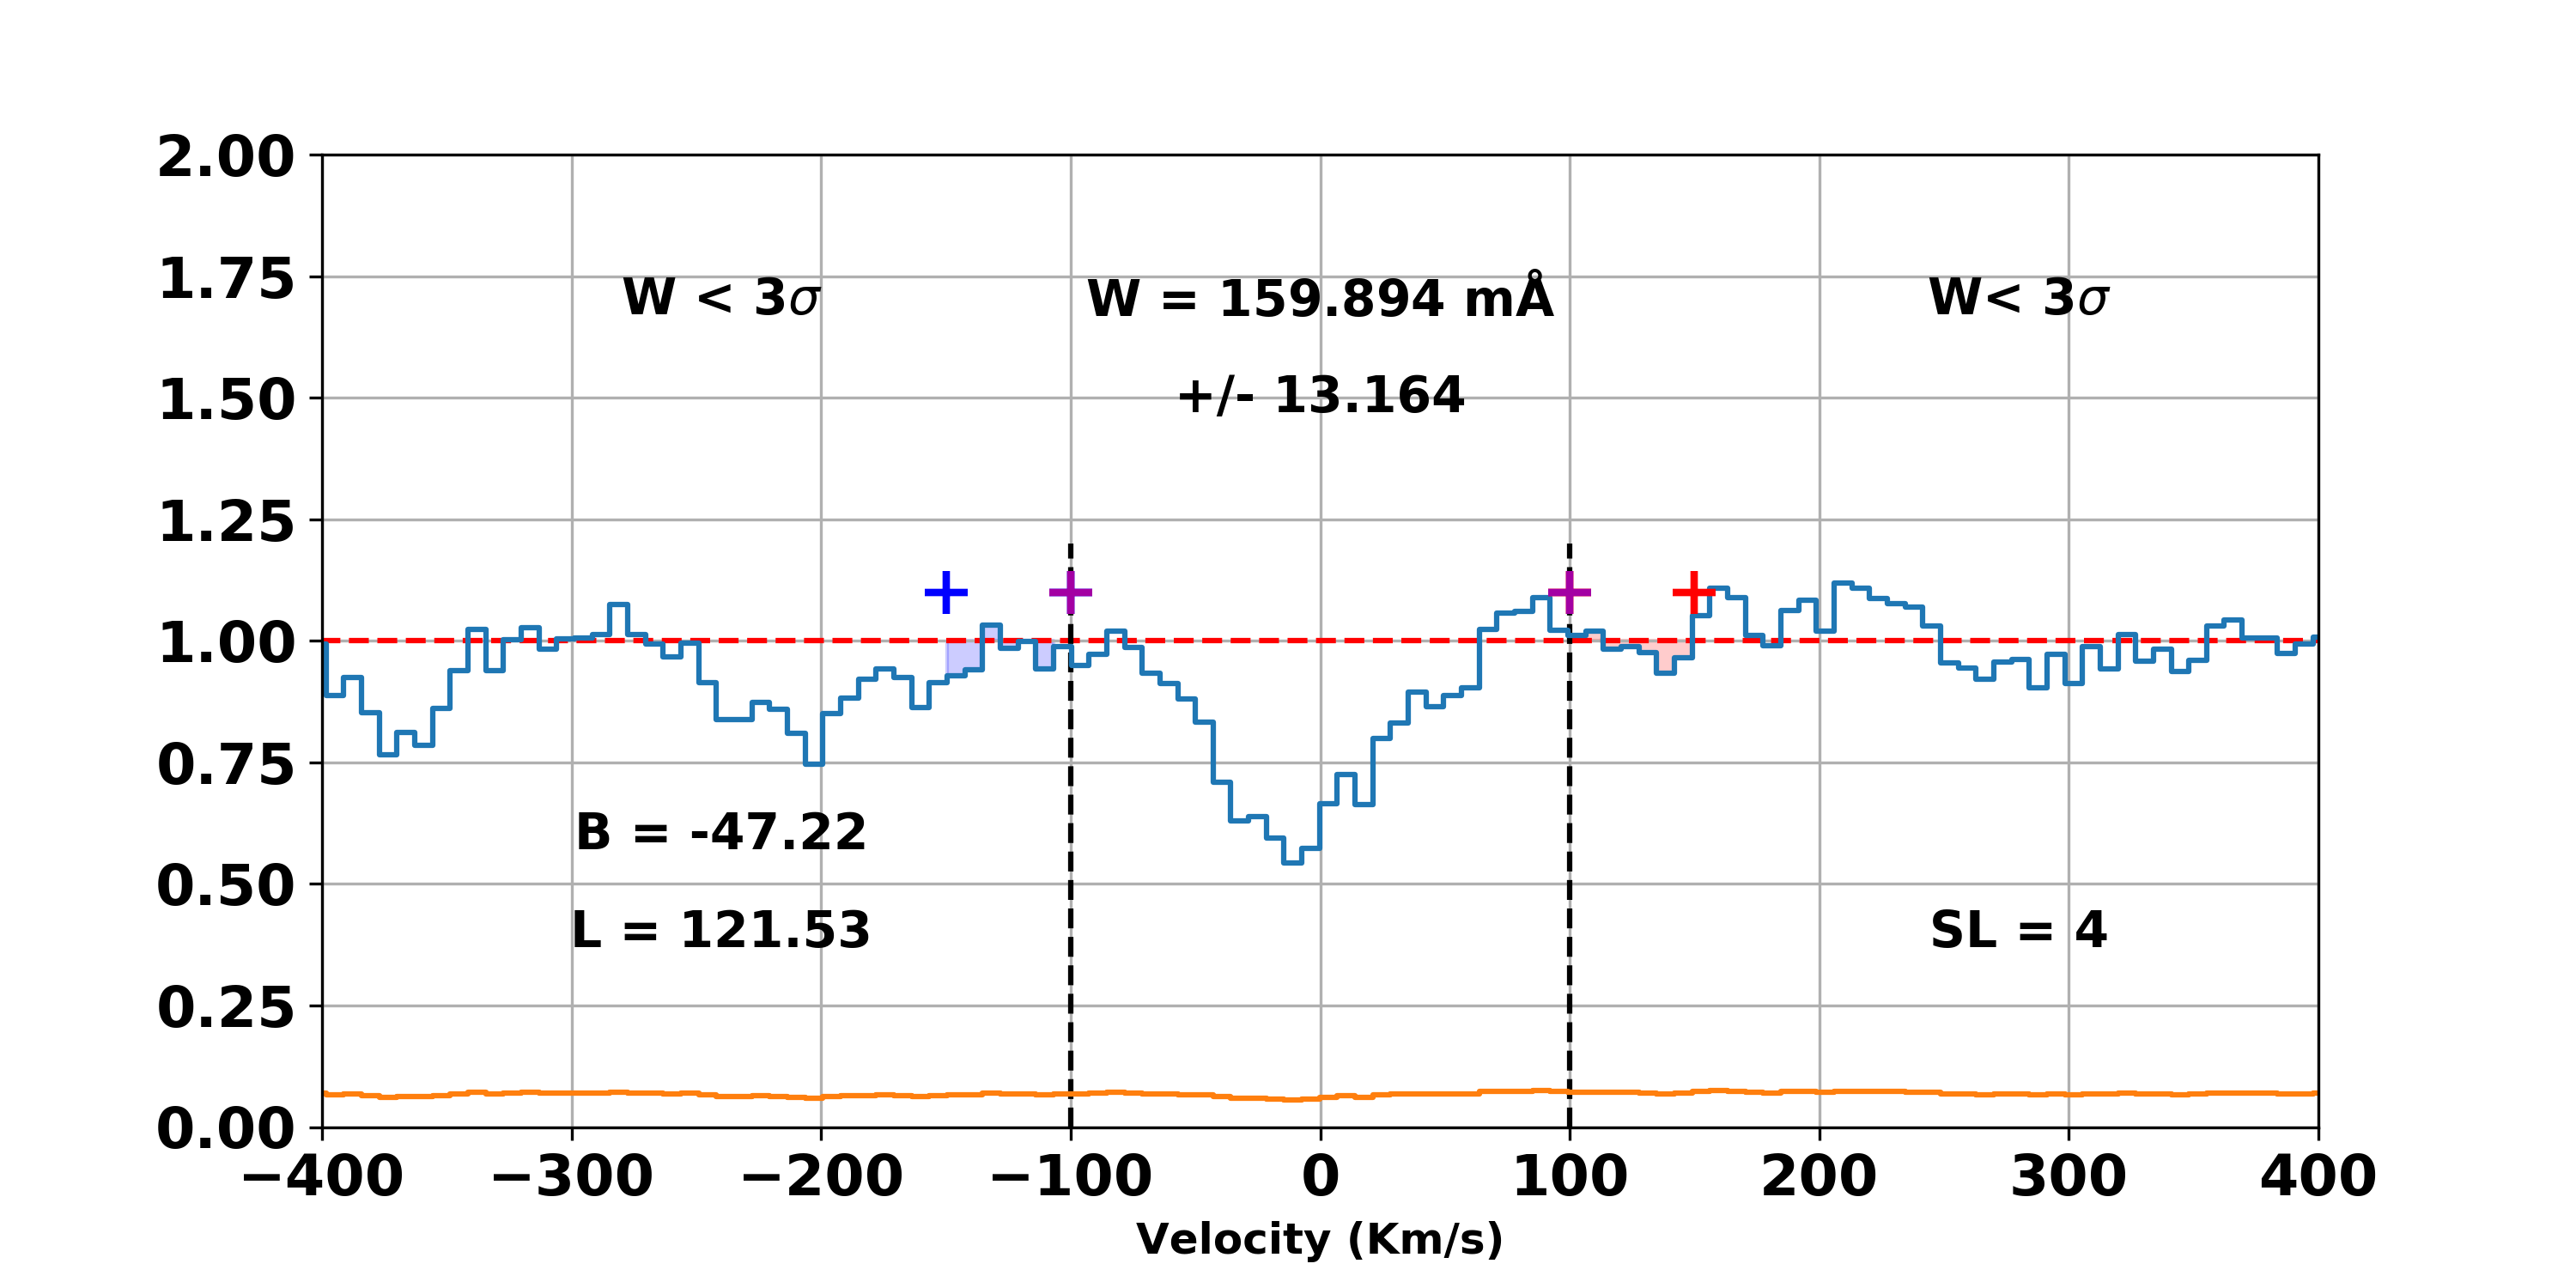 2.00
1.75
W < 3σ
W = 159.894 mÅ
W< 3σ
1.50
+/- 13.164
1.25
1.00
0.75
B = -47.22
0.50
L = 121.53
SL = 4
0.25
0.00
−400 −300 −200 −100 0 100 200 300 400
Velocity (Km/s)